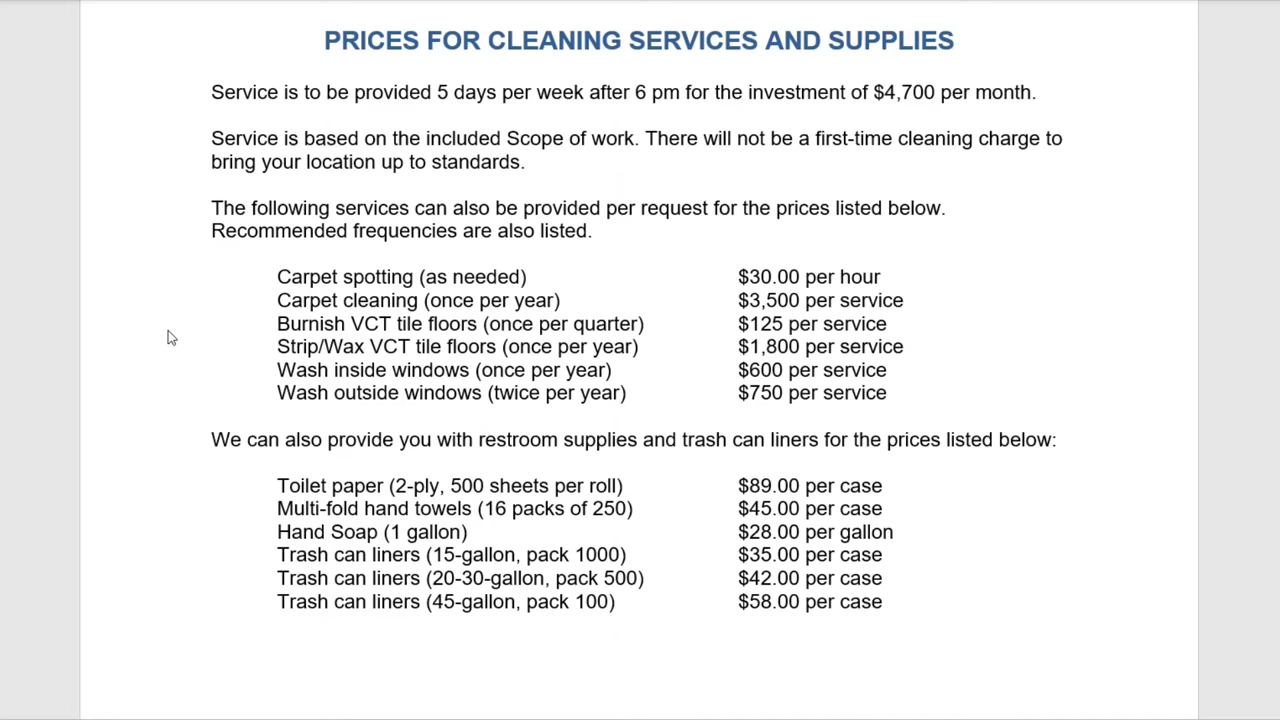 PRICES FOR CLEANING SERVICES AND SUPPLIES
Service is to be provided 5 days per week after 6 pm for the investment of $4,700 per month.
Service is based on the included Scope of work. There will not be a first-time cleaning charge to
bring your location up to standards.
The following services can also be provided per request for the prices listed below.
Recommended frequencies are also listed.
Carpet spotting (as needed) $30.00 per hour
Carpet cleaning (once per year) $3,500 per service
Burnish VCT tile floors (once per quarter) $125 per service
Strip/Wax VCT tile floors (once per year) $1,800 per service
Wash inside windows (once per year) $600 per service
Wash outside windows (twice per year) $750 per service
We can also provide you with restroom supplies and trash can liners for the prices listed below:
Toilet paper (2-ply, 500 sheets per roll) $89.00 per case
Multi-fold hand towels (16 packs of 250) $45.00 per case
Hand Soap (1 gallon) $28.00 per gallon
Trash can liners (15-gallon, pack 1000) $35.00 per case
Trash can liners (20-30-gallon, pack 500) $42.00 per case
Trash can liners (45-gallon, pack 100) $58.00 per case